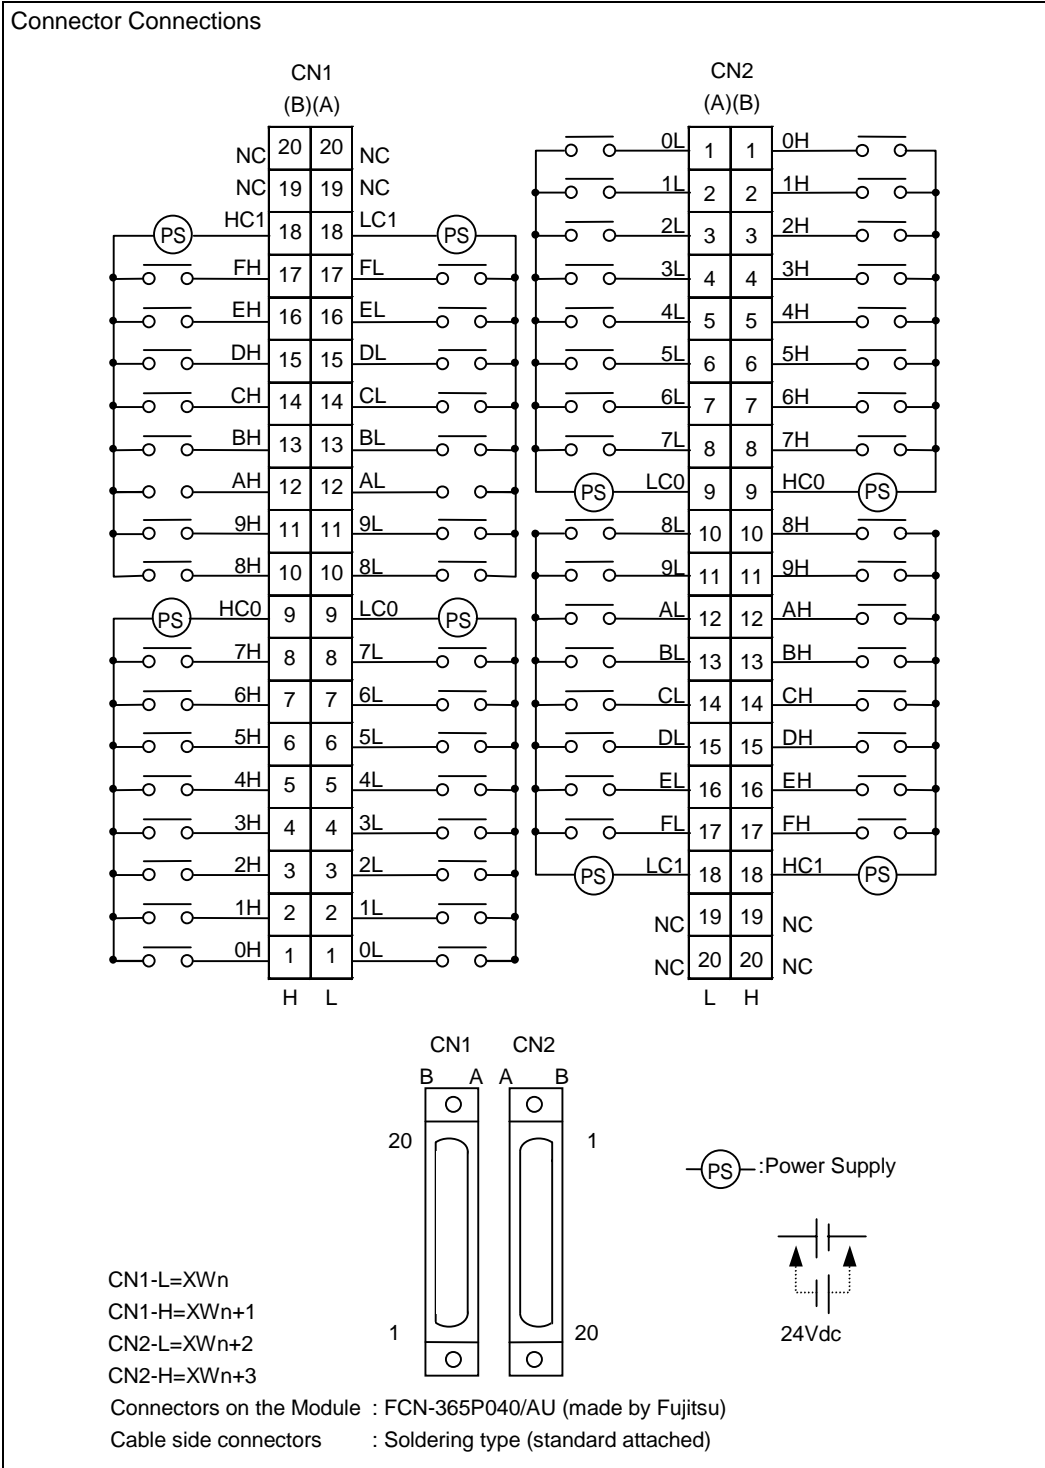 Connector Connections
CN1 CN2
(B)(A) (A)(B)
NC 20 20 NC 0L 1 1 0H
NC 19 19 NC 1L 2 2 1H
PS HC1 18 18 LC1 PS 2L 3 3 2H
FH 17 17 FL 3L 4 4 3H
EH 16 16 EL 4L 5 5 4H
DH 15 15 DL 5L 6 6 5H
CH 14 14 CL 6L 7 7 6H
BH 13 13 BL 7L 8 8 7H
AH 12 12 AL PS LC0 9 9 HC0 PS
9H 11 11 9L 8L 10 10 8H
8H 10 10 8L 9L 11 11 9H
PS HC0 9 9 LC0 PS AL 12 12 AH
7H 8 8 7L BL 13 13 BH
6H 7 7 6L CL 14 14 CH
5H 6 6 5L DL 15 15 DH
4H 5 5 4L EL 16 16 EH
3H 4 4 3L FL 17 17 FH
2H 3 3 2L PS LC1 18 18 HC1 PS
1H 2 2 1L NC 19 19 NC
0H 1 1 0L NC 20 20 NC
H L L H
CN1 CN2
B A A B
20 1
PS :Power Supply
CN1-L=XWn
CN1-H=XWn+1
1 20 24Vdc
CN2-L=XWn+2
CN2-H=XWn+3
Connectors on the Module : FCN-365P040/AU (made by Fujitsu)
Cable side connectors : Soldering type (standard attached)